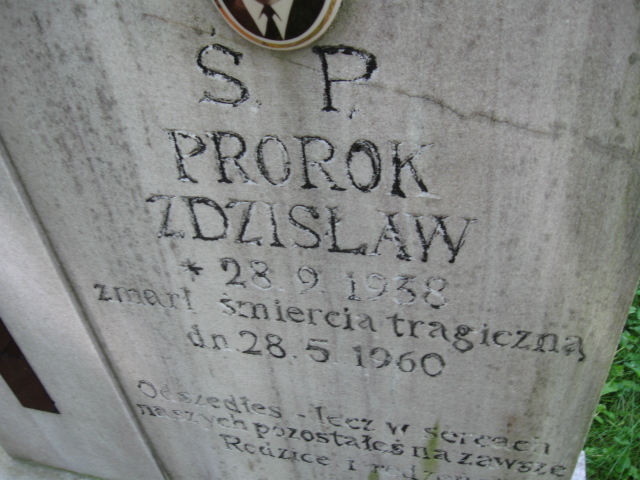 Ś. P.
PROROK
ZDZISŁAW
* 28.9.1938
zmarł śmiercia tragiczną
dn. 28.5.1960
Odszedłeś - lecz w sercach
naszych pozostałeś na zawsze
Rodzice i